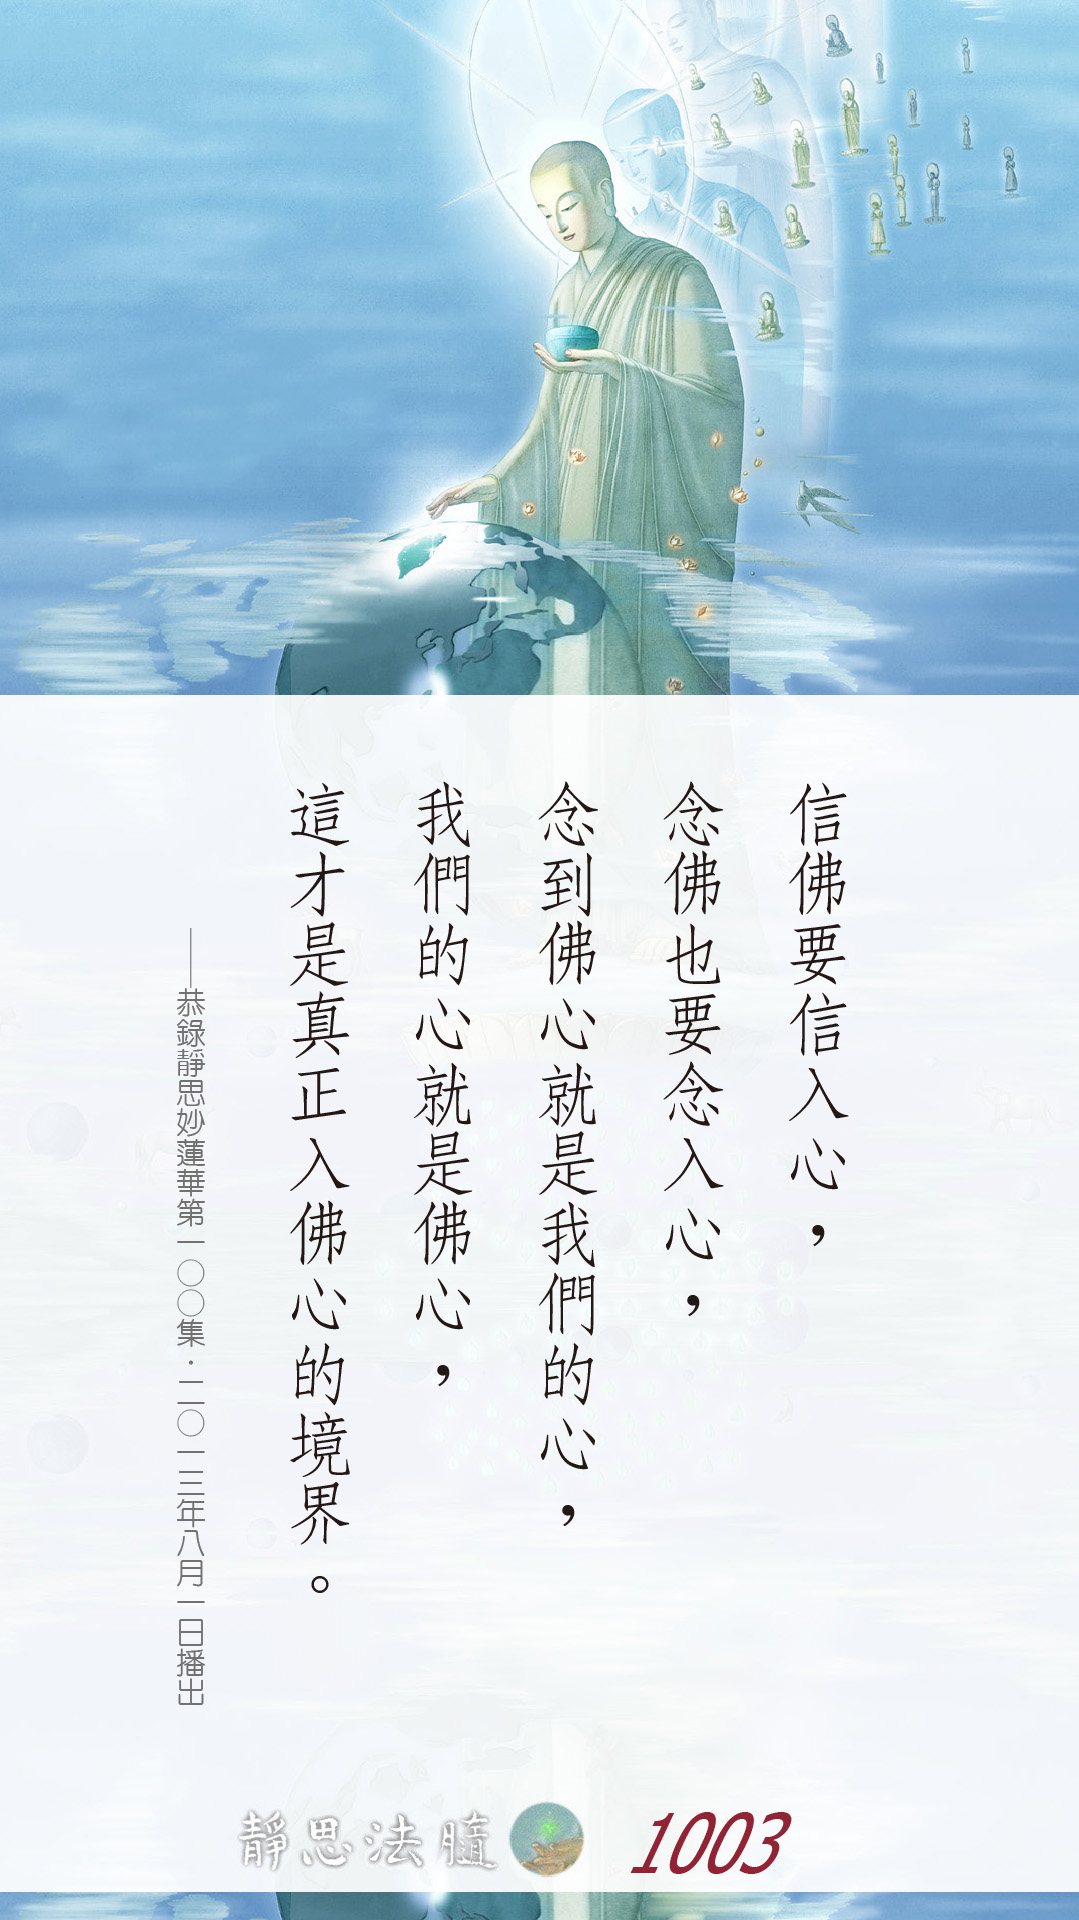 信佛要信入心，
念佛也要念入心，
念到佛心就是我們的心，
我們的心就是佛心，
這才是真正入佛心的境界。
——恭錄靜思妙蓮華第一○○集·二○一三年八月一日播出
靜思法髓
1003